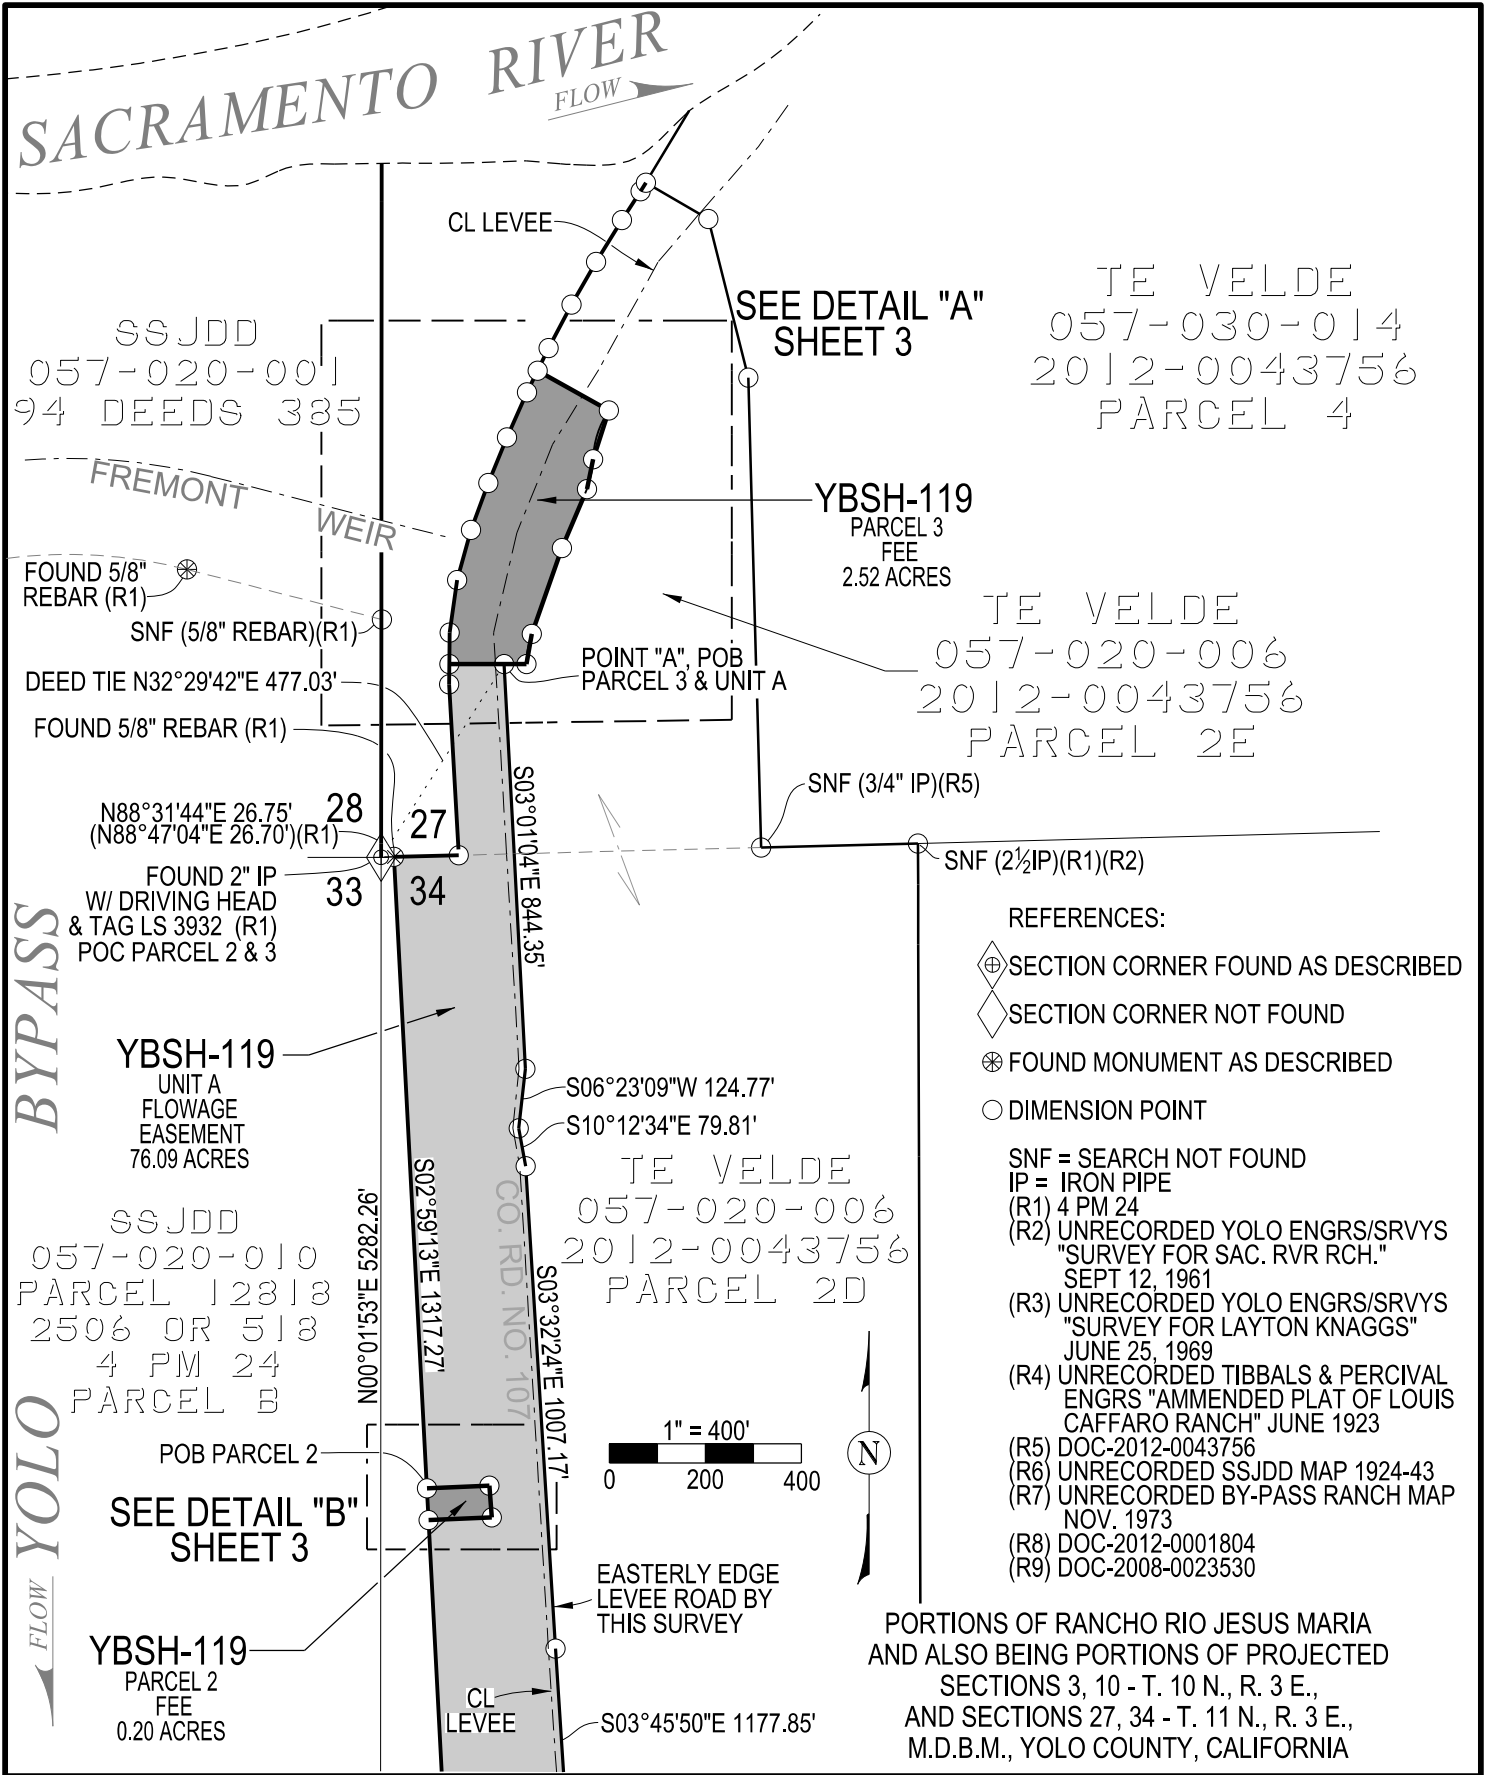 SACRAMENTO RIVER
FLOW
CL LEVEE
SEE DETAIL "A"
SHEET 3
TE VELDE
057-030-014
2012-0043756
PARCEL 4
SSJDD
057-020-001
94 DEEDS 385
FREMONT WEIR
YBSH-119
PARCEL 3
FEE
2.52 ACRES
FOUND 5/8"
REBAR (R1)
SNF (5/8" REBAR)(R1)
TE VELDE
057-020-006
2012-0043756
PARCEL 2E
DEED TIE N32°29'42"E 477.03'
POINT "A", POB
PARCEL 3 & UNIT A
FOUND 5/8" REBAR (R1)
SNF (3/4" IP)(R5)
N88°31'44"E 26.75'
(N88°47'04"E 26.70')(R1)
28
27
33
34
S03°01'04"E 844.35'
SNF (2½IP)(R1)(R2)
FOUND 2" IP
W/ DRIVING HEAD
& TAG LS 3932 (R1)
POC PARCEL 2 & 3
REFERENCES:
SECTION CORNER FOUND AS DESCRIBED
SECTION CORNER NOT FOUND
FOUND MONUMENT AS DESCRIBED
DIMENSION POINT
SNF = SEARCH NOT FOUND
IP = IRON PIPE
(R1) 4 PM 24
(R2) UNRECORDED YOLO ENGRS/SRVYS
"SURVEY FOR SAC. RVR RCH."
SEPT 12, 1961
(R3) UNRECORDED YOLO ENGRS/SRVYS
"SURVEY FOR LAYTON KNAGGS"
JUNE 25, 1969
(R4) UNRECORDED TIBBALS & PERCIVAL
ENGRS "AMMENDED PLAT OF LOUIS
CAFFARO RANCH" JUNE 1923
(R5) DOC-2012-0043756
(R6) UNRECORDED SSJDD MAP 1924-43
(R7) UNRECORDED BY-PASS RANCH MAP
NOV. 1973
(R8) DOC-2012-0001804
(R9) DOC-2008-0023530
YOLO BYPASS
FLOW
YBSH-119
UNIT A
FLOWAGE
EASEMENT
76.09 ACRES
S06°23'09"W 124.77'
S10°12'34"E 79.81'
TE VELDE
057-020-006
2012-0043756
PARCEL 2D
SSJDD
057-020-010
PARCEL 12818
2506 OR 518
4 PM 24
PARCEL B
N00°01'53"E 5282.26'
S02°59'13"E 1317.27'
CO. RD. NO. 107
S03°32'24"E 1007.17'
POB PARCEL 2
SEE DETAIL "B"
SHEET 3
1" = 400'
0 200 400
N
EASTERLY EDGE
LEVEE ROAD BY
THIS SURVEY
YBSH-119
PARCEL 2
FEE
0.20 ACRES
CL
LEVEE
S03°45'50"E 1177.85'
PORTIONS OF RANCHO RIO JESUS MARIA
AND ALSO BEING PORTIONS OF PROJECTED
SECTIONS 3, 10 - T. 10 N., R. 3 E.,
AND SECTIONS 27, 34 - T. 11 N., R. 3 E.,
M.D.B.M., YOLO COUNTY, CALIFORNIA